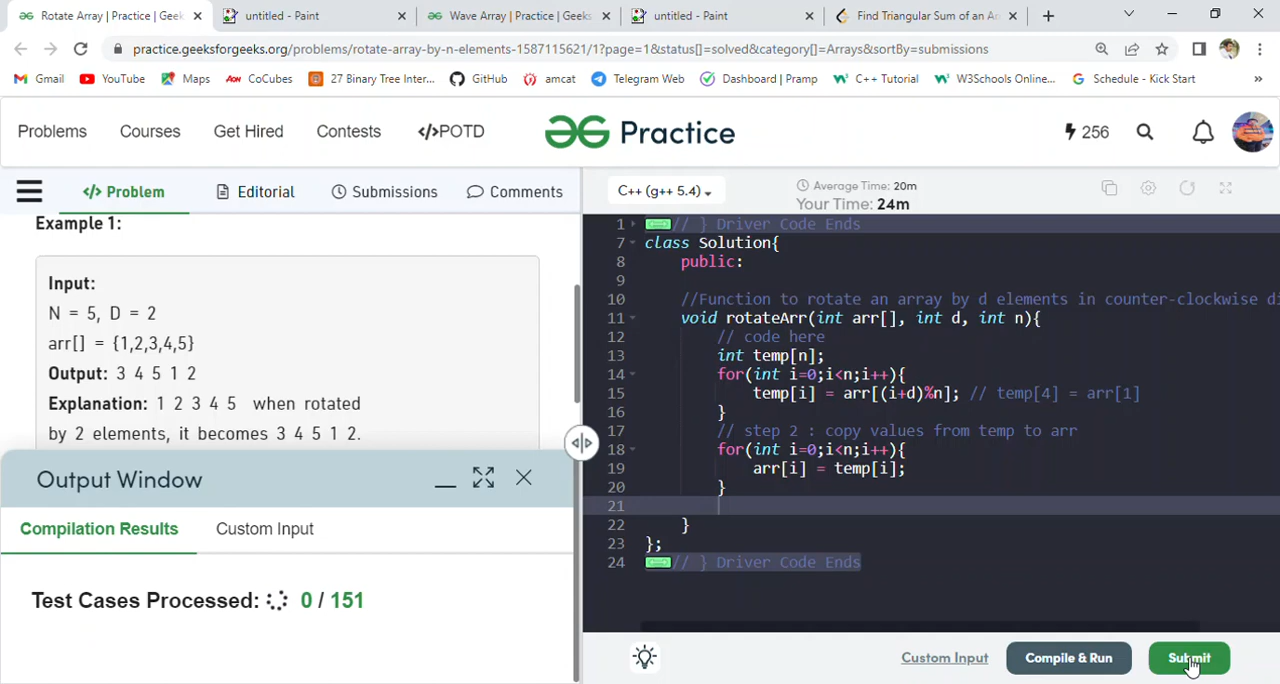 Rotate Array | Practice | Geek
untitled - Paint
Wave Array | Practice | Geeks
untitled - Paint
Find Triangular Sum of an Ar
practice.geeksforgeeks.org/problems/rotate-array-by-n-elements-1587115621/1?page=1&status[]=solved&category[]=Arrays&sortBy=submissions
Gmail
YouTube
Maps
AON CoCubes
27 Binary Tree Inter...
GitHub
amcat
Telegram Web
Dashboard | Pramp
C++ Tutorial
W3Schools Online...
Schedule - Kick Start
»
Problems
Courses
Get Hired
Contests
</>POTD
Practice
256
</> Problem
Editorial
Submissions
Comments
Example 1:
Input:
N = 5, D = 2
arr[] = {1,2,3,4,5}
Output: 3 4 5 1 2
Explanation: 1 2 3 4 5 when rotated
by 2 elements, it becomes 3 4 5 1 2.
Output Window
Compilation Results
Custom Input
Test Cases Processed: 0 / 151
C++ (g++ 5.4)
Average Time: 20m
Your Time: 24m
1 // } Driver Code Ends
7 class Solution{
8 public:
9
10 //Function to rotate an array by d elements in counter-clockwise di
11 void rotateArr(int arr[], int d, int n){
12 // code here
13 int temp[n];
14 for(int i=0;i<n;i++){
15 temp[i] = arr[(i+d)%n]; // temp[4] = arr[1]
16 }
17 // step 2 : copy values from temp to arr
18 for(int i=0;i<n;i++){
19 arr[i] = temp[i];
20 }
21
22 }
23 };
24 // } Driver Code Ends
Custom Input
Compile & Run
Submit